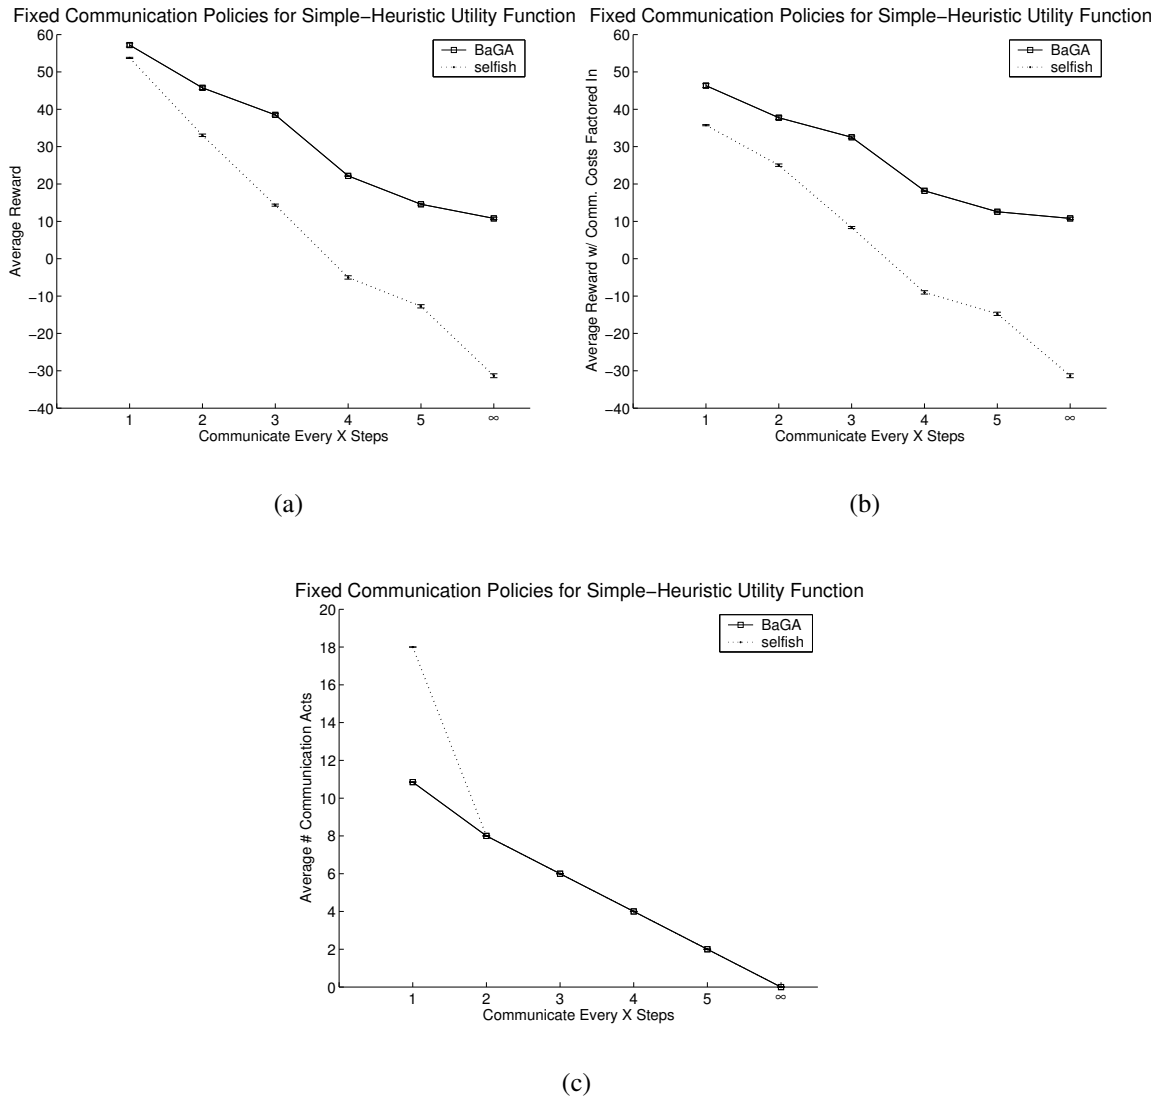 Fixed Communication Policies for Simple−Heuristic Utility Function
60
50
40
30
20
10
0
−10
−20
−30
−40
Average Reward
BaGA
selfish
1 2 3 4 5 ∞
Communicate Every X Steps
(a)
Fixed Communication Policies for Simple−Heuristic Utility Function
60
50
40
30
20
10
0
−10
−20
−30
−40
Average Reward w/ Comm. Costs Factored In
BaGA
selfish
1 2 3 4 5 ∞
Communicate Every X Steps
(b)
Fixed Communication Policies for Simple−Heuristic Utility Function
20
18
16
14
12
10
8
6
4
2
0
Average # Communication Acts
BaGA
selfish
1 2 3 4 5 ∞
Communicate Every X Steps
(c)